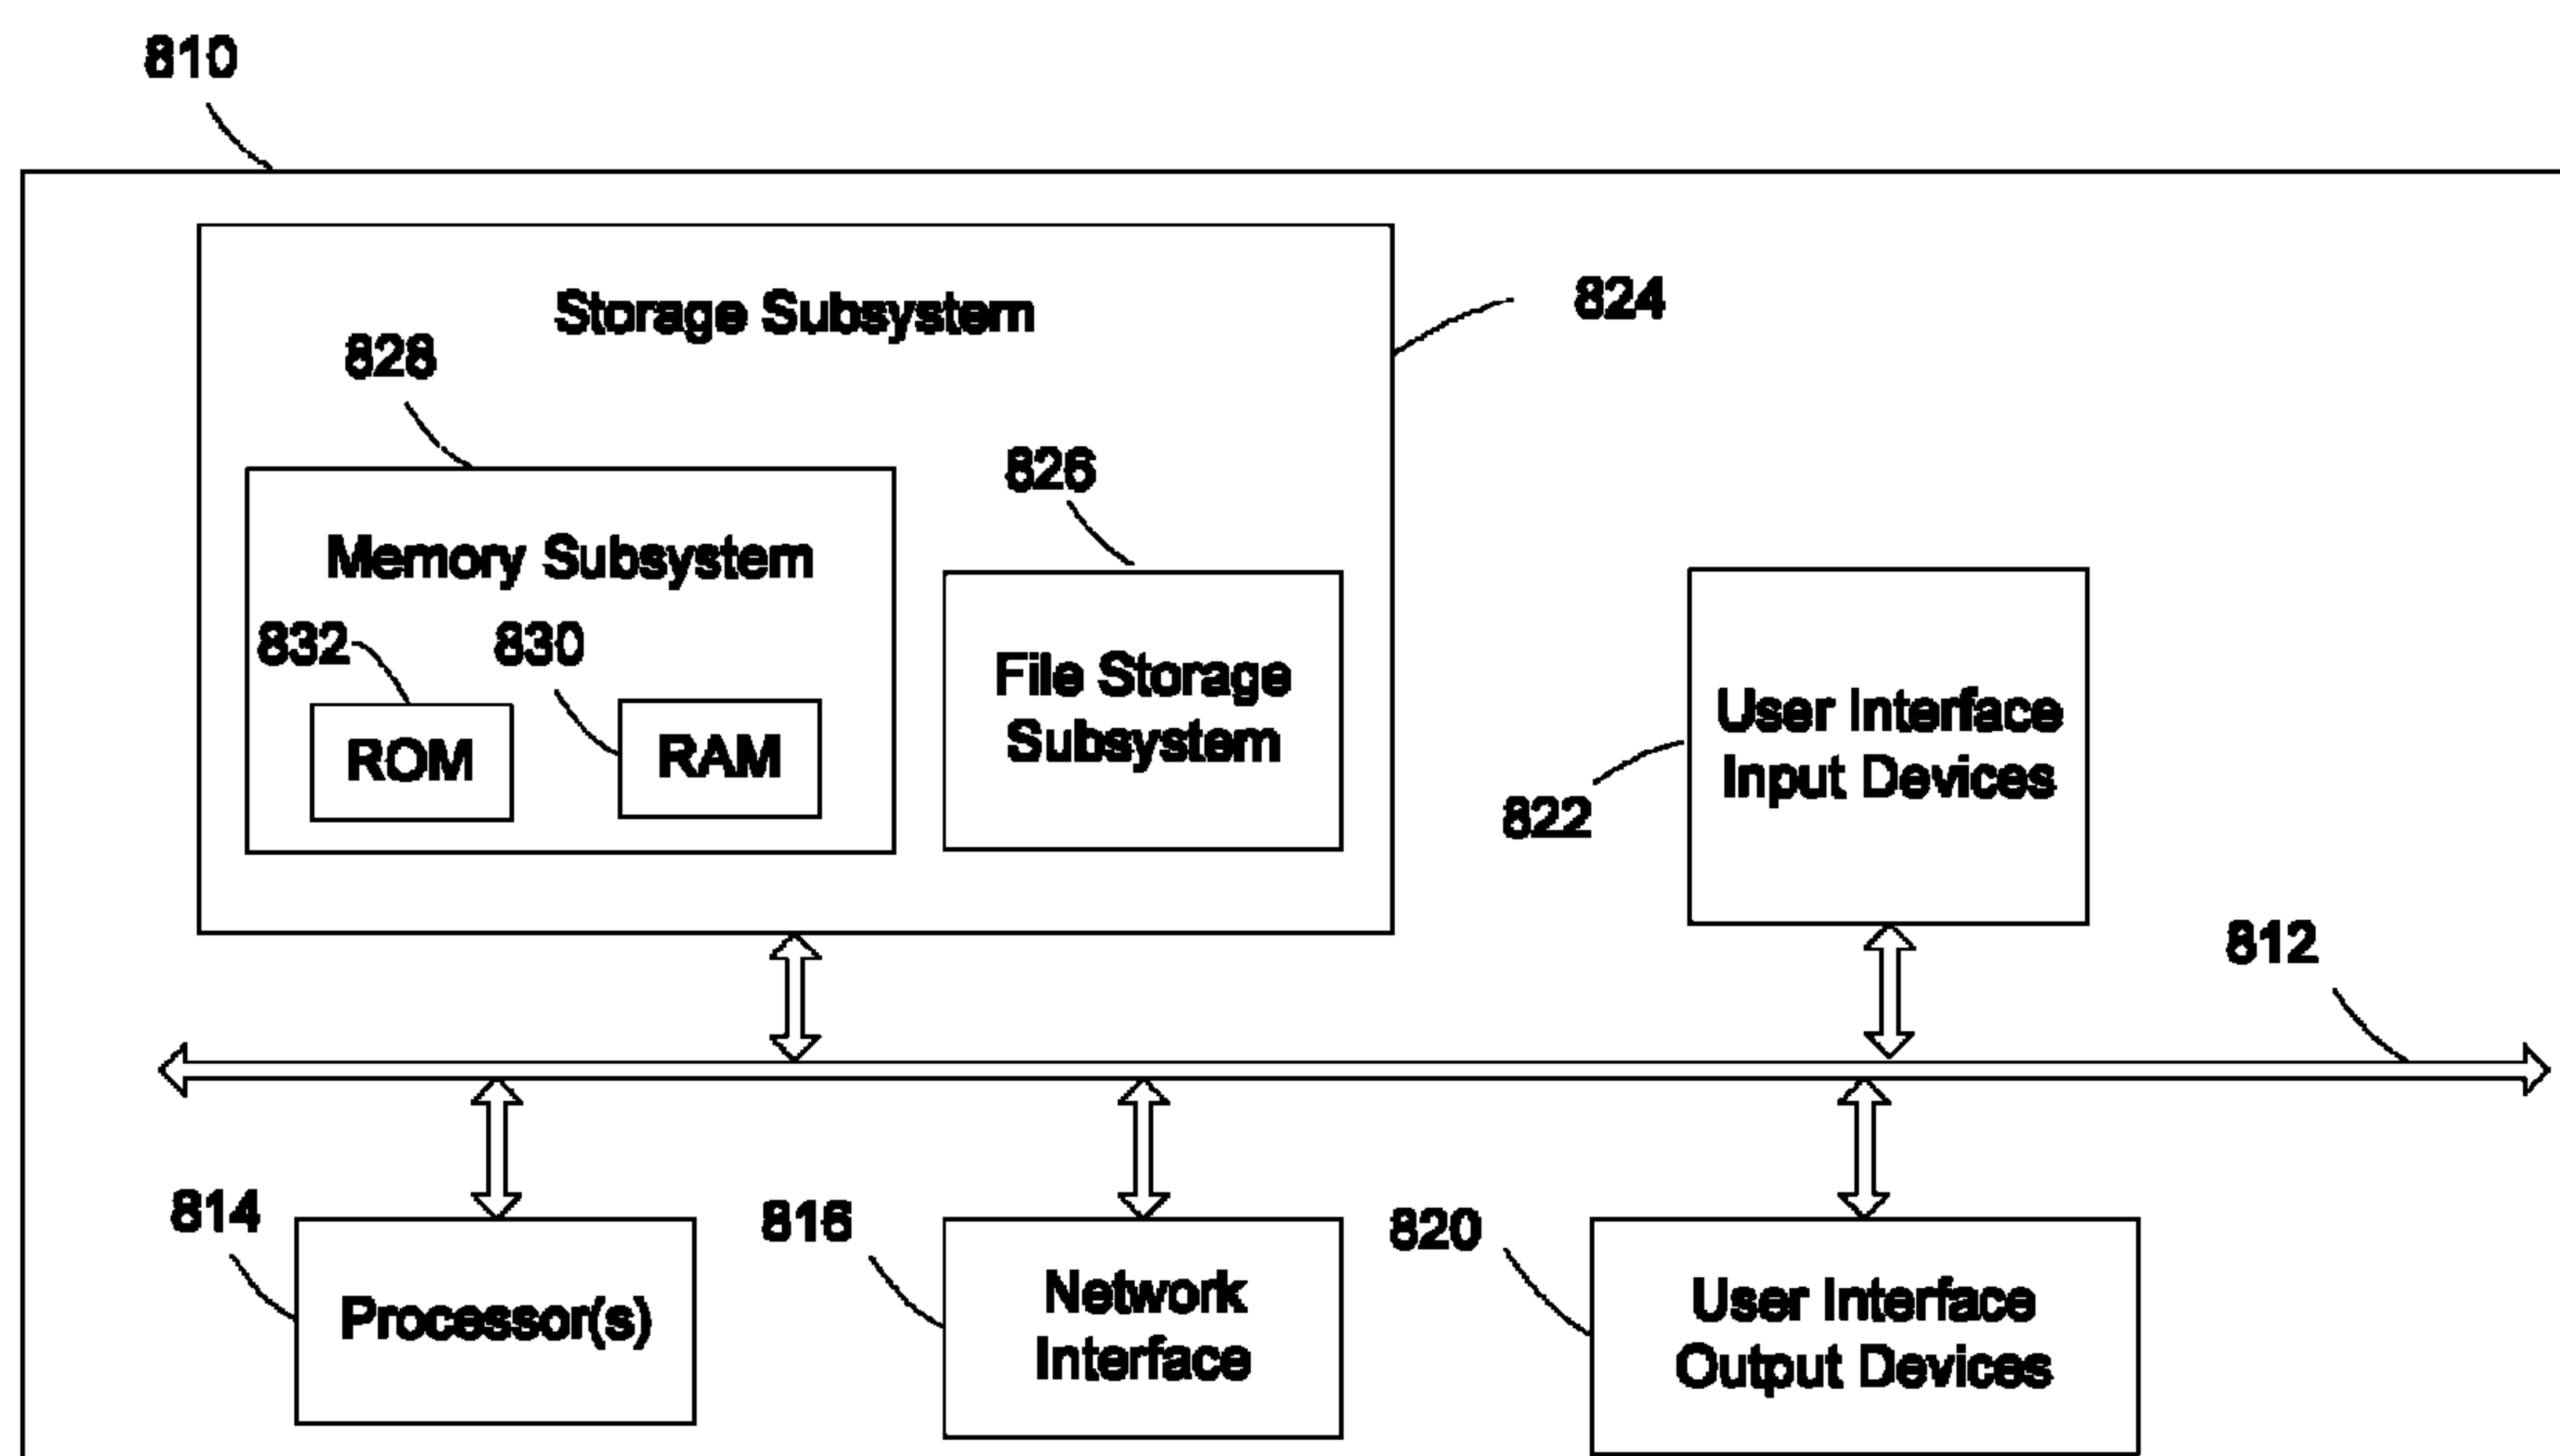 810
Storage Subsystem
824
828
826
Memory Subsystem
832
830
File Storage
Subsystem
ROM
RAM
User Interface
Input Devices
822
812
814
816
820
Processor(s)
Network
Interface
User Interface
Output Devices